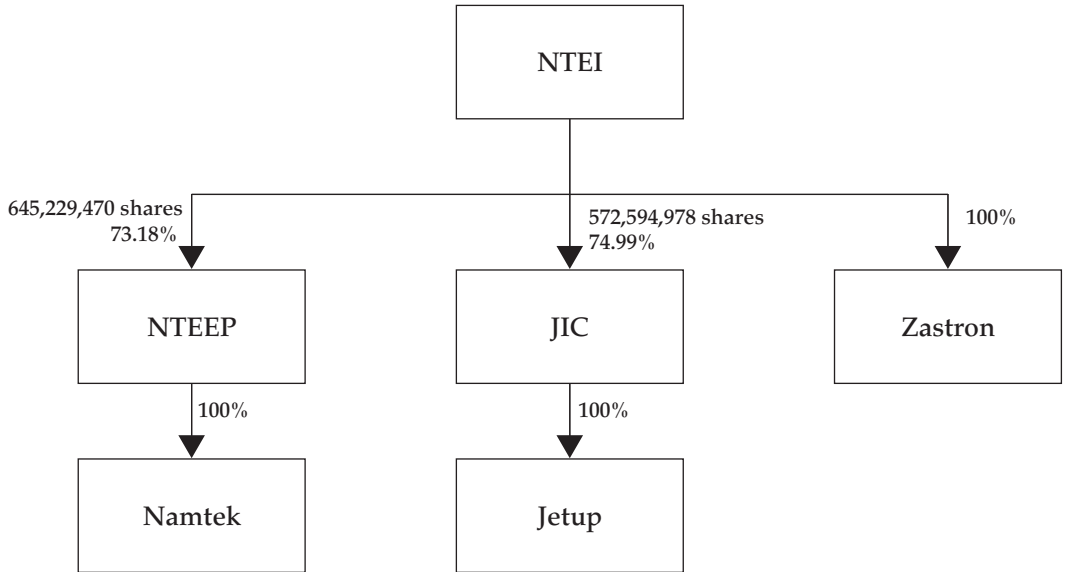 NTEI
645,229,470 shares
73.18%
572,594,978 shares
74.99%
100%
NTEEP
JIC
Zastron
100%
100%
Namtek
Jetup